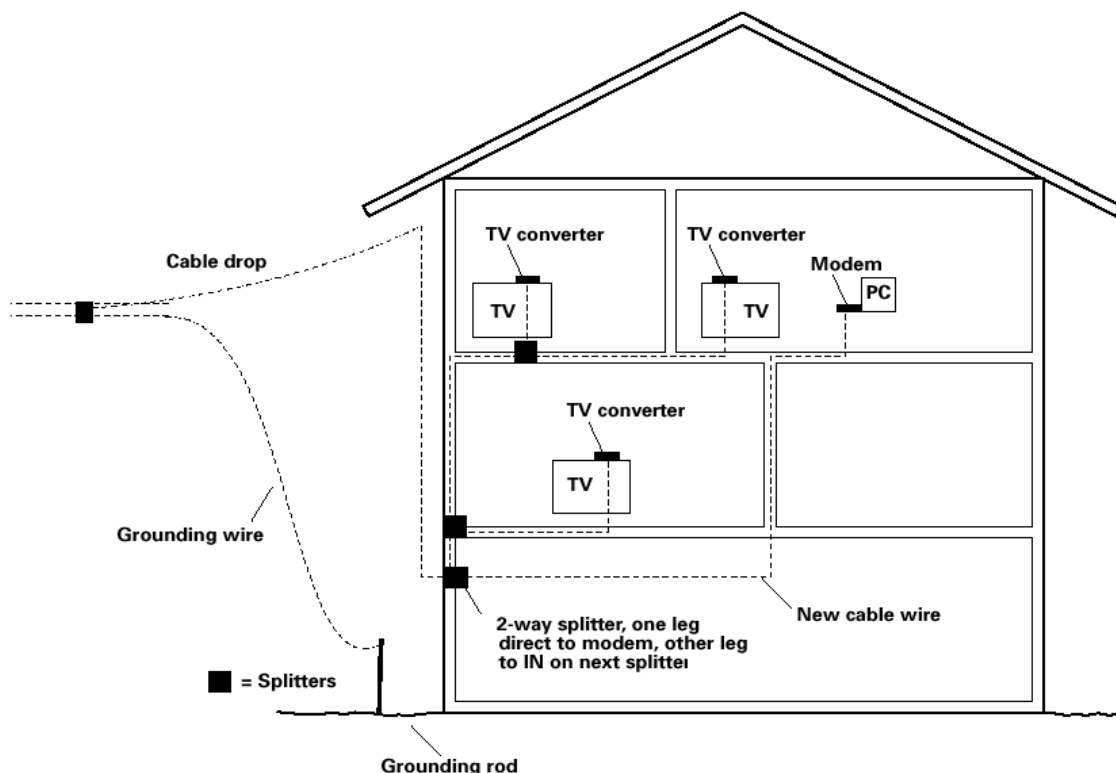 TV converter
TV converter
Cable drop
Modem
PC
TV
TV
TV converter
TV
Grounding wire
New cable wire
2-way splitter, one leg
direct to modem, other leg
to IN on next splitter
= Splitters
Grounding rod